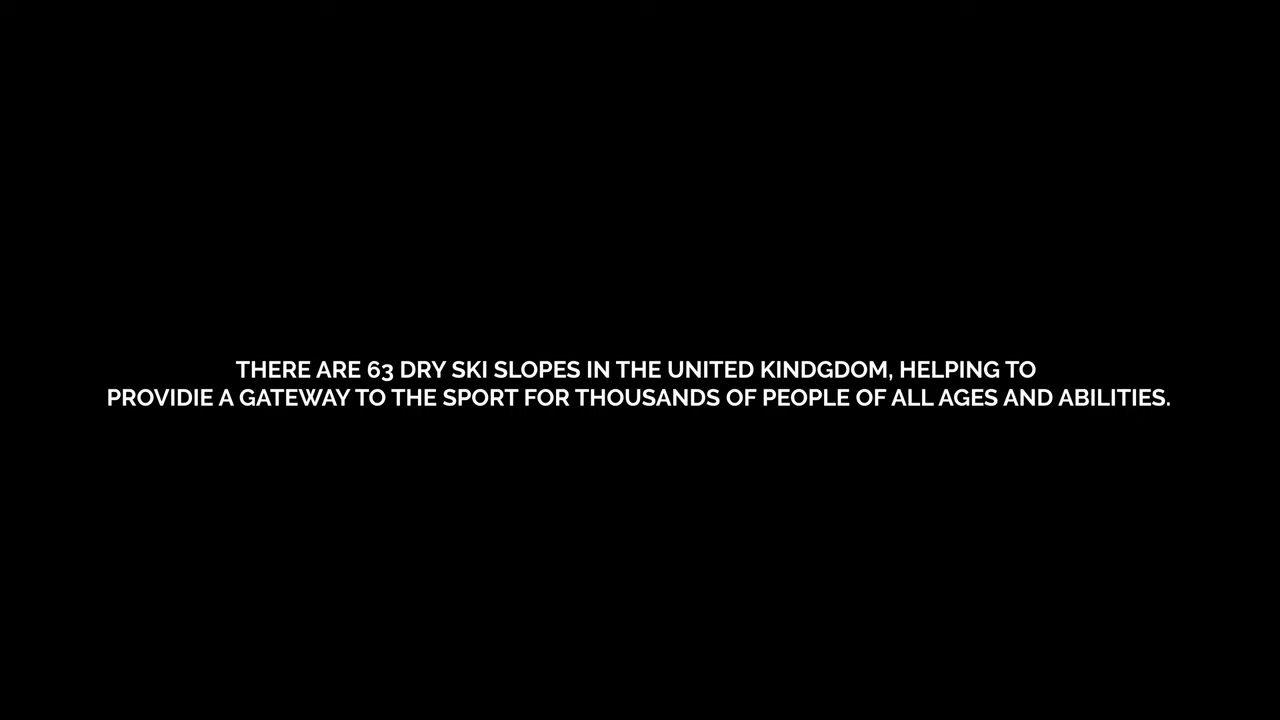 THERE ARE 63 DRY SKI SLOPES IN THE UNITED KINDGDOM, HELPING TO
PROVIDIE A GATEWAY TO THE SPORT FOR THOUSANDS OF PEOPLE OF ALL AGES AND ABILITIES.